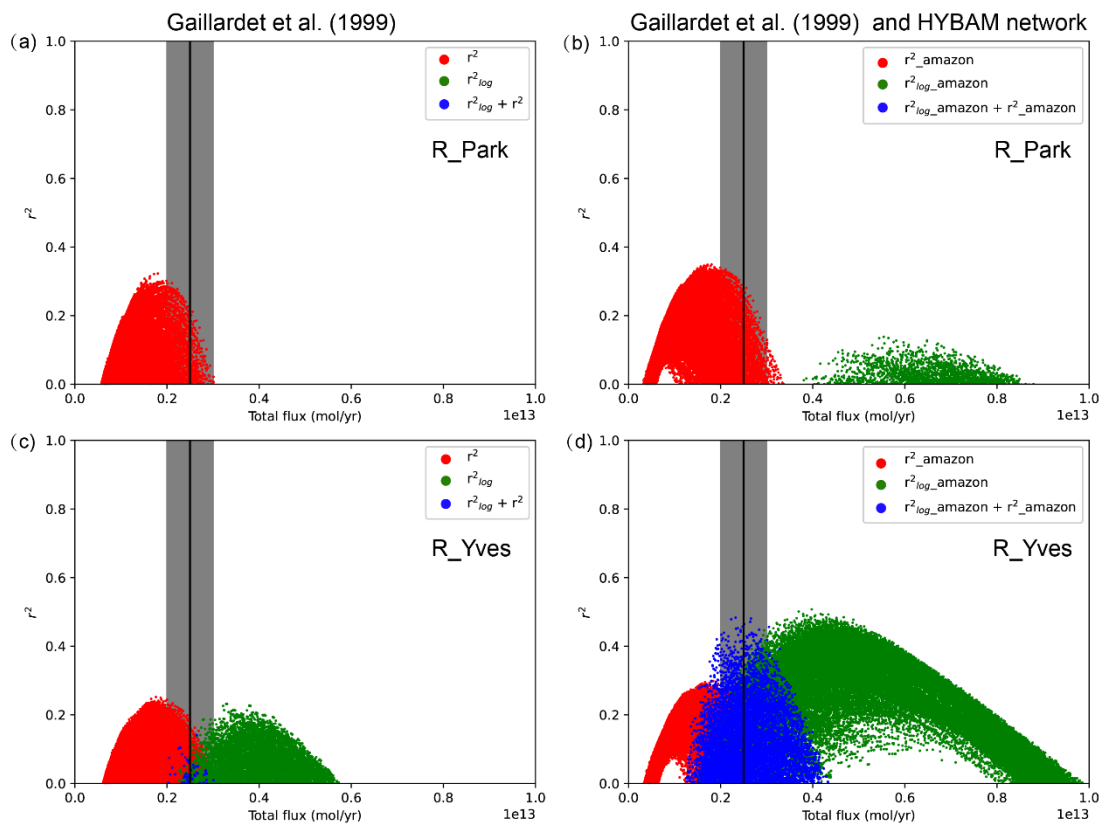 Gaillardet et al. (1999)
Gaillardet et al. (1999) and HYBAM network
(a)
1.0
0.8
0.6
0.4
0.2
0.0
r²
r²
r²log
r²log + r²
R_Park
0.0 0.2 0.4 0.6 0.8 1.0
Total flux (mol/yr)
1e13
(b)
1.0
0.8
0.6
0.4
0.2
0.0
r²
r²_amazon
r²log_amazon
r²log_amazon + r²_amazon
R_Park
0.0 0.2 0.4 0.6 0.8 1.0
Total flux (mol/yr)
1e13
(c)
1.0
0.8
0.6
0.4
0.2
0.0
r²
r²
r²log
r²log + r²
R_Yves
0.0 0.2 0.4 0.6 0.8 1.0
Total flux (mol/yr)
1e13
(d)
1.0
0.8
0.6
0.4
0.2
0.0
r²
r²_amazon
r²log_amazon
r²log_amazon + r²_amazon
R_Yves
0.0 0.2 0.4 0.6 0.8 1.0
Total flux (mol/yr)
1e13